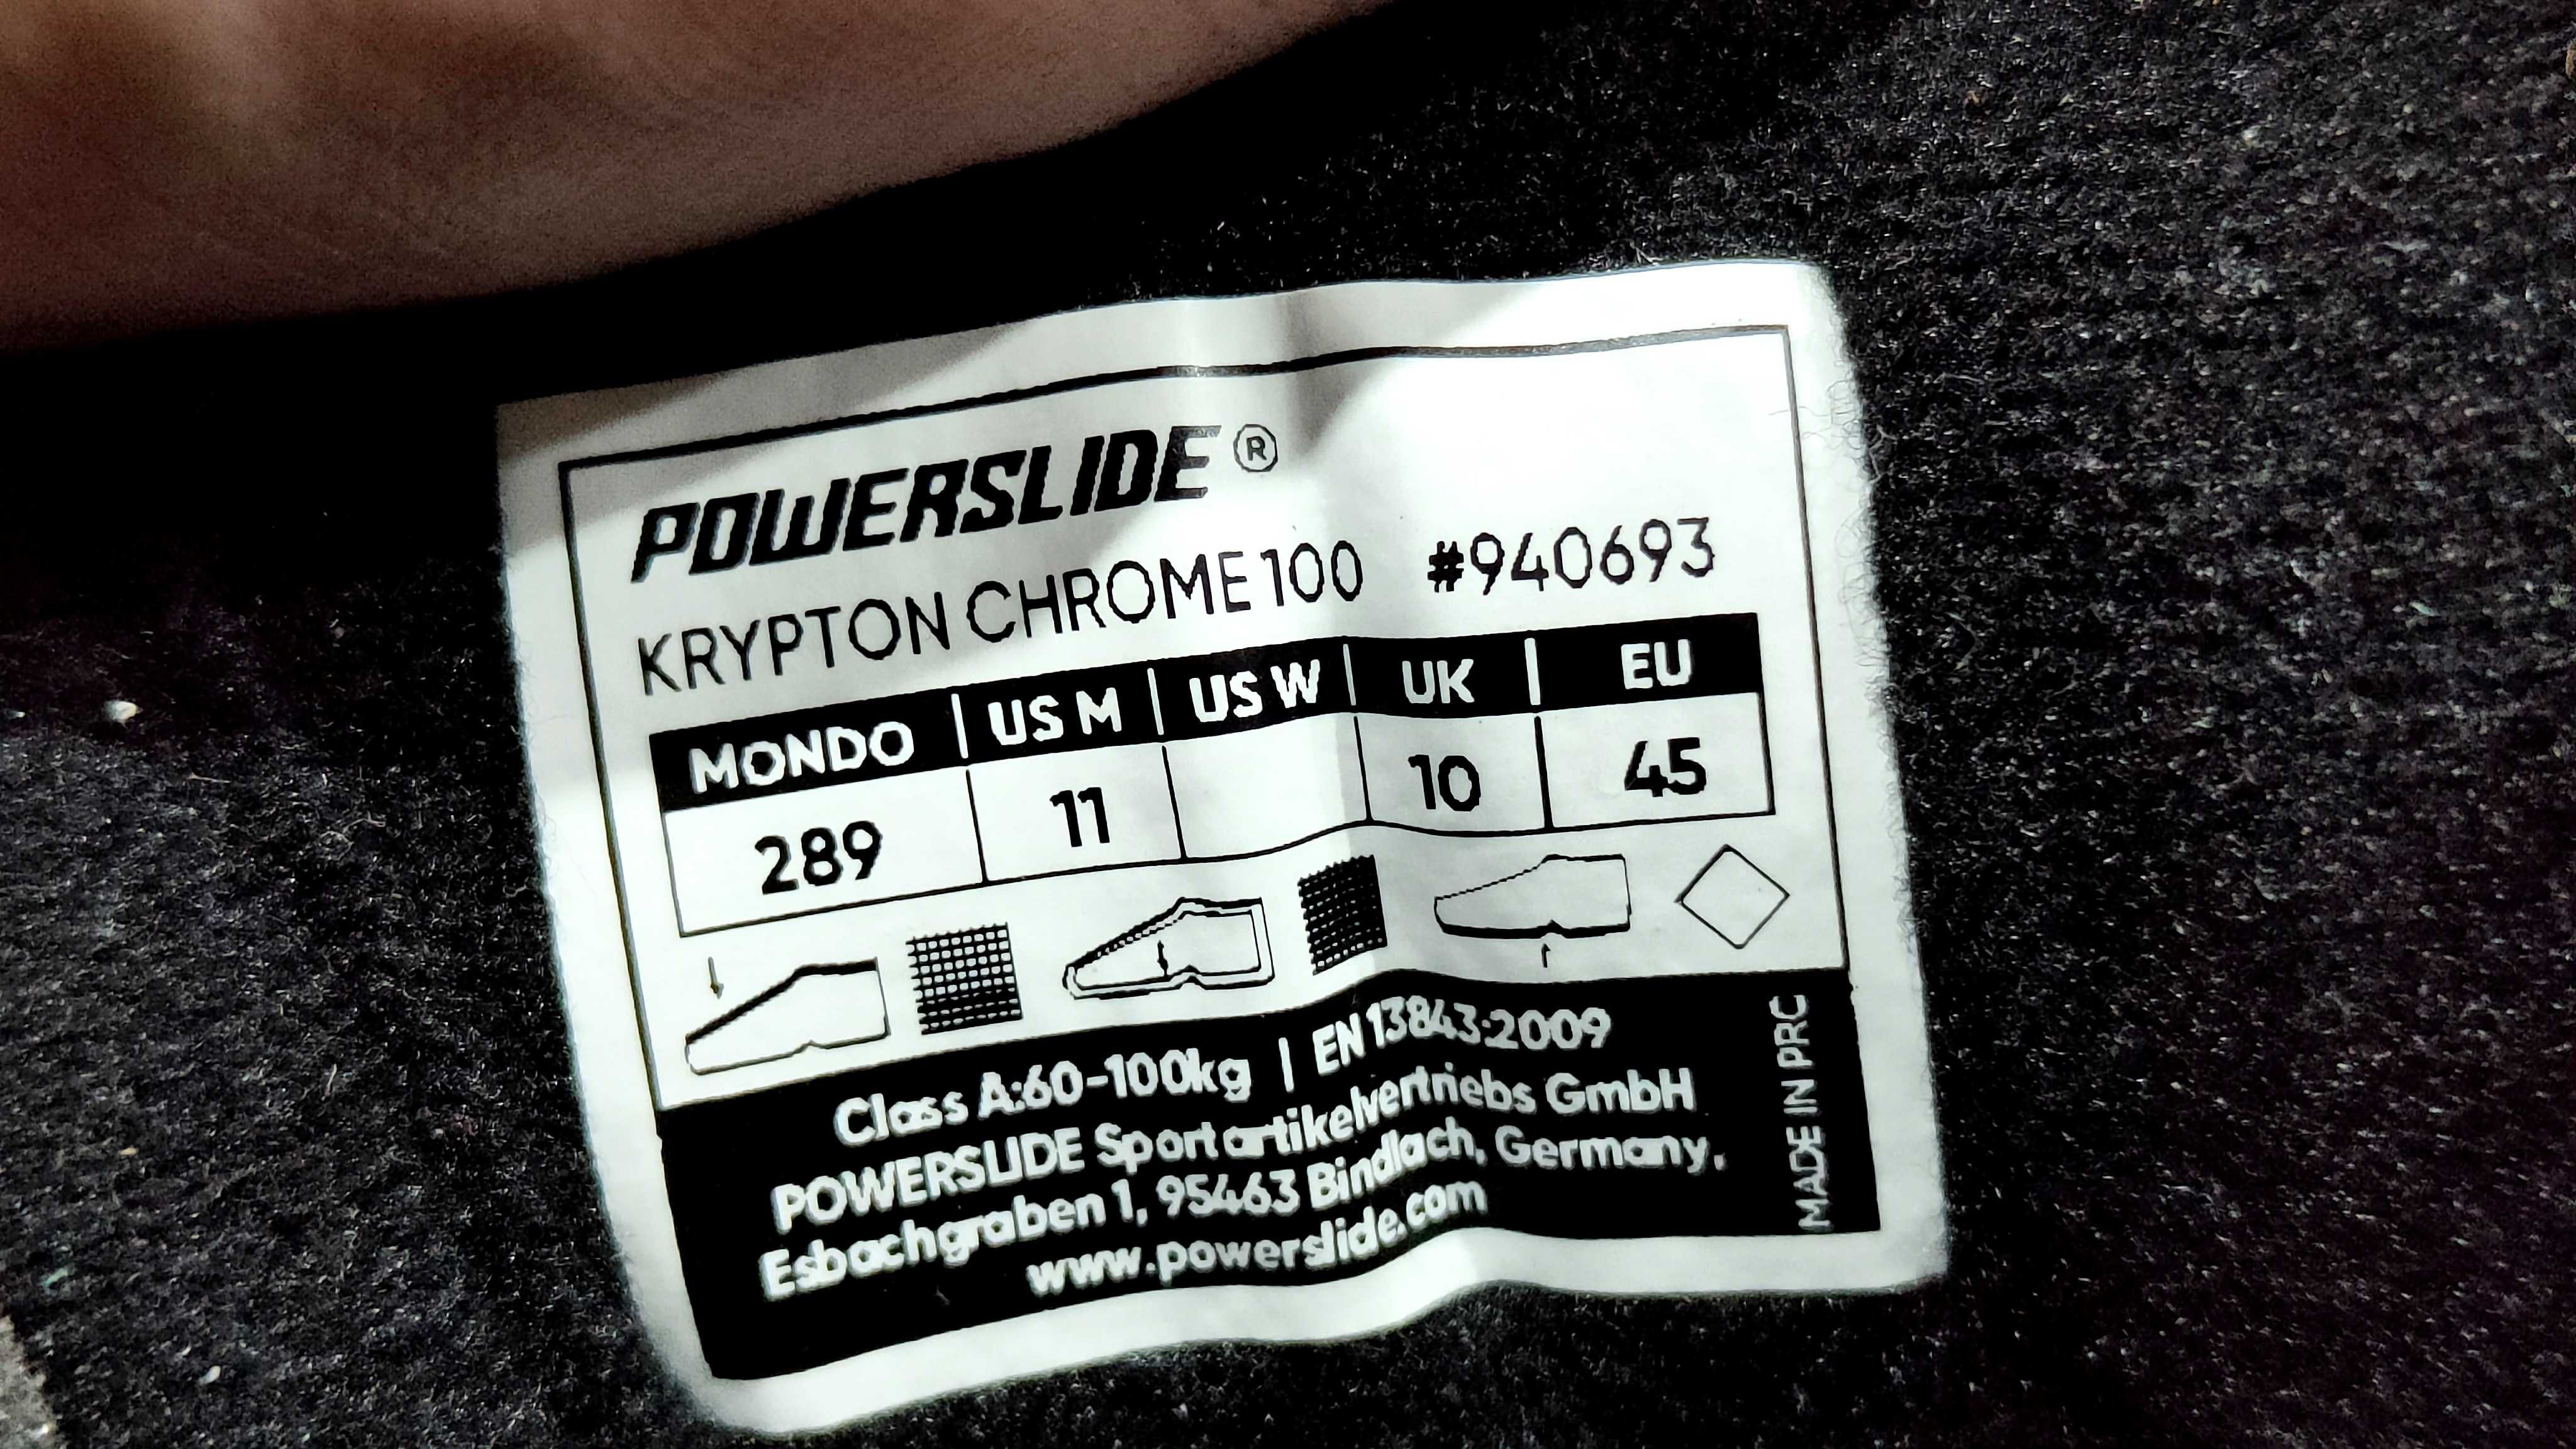 POWERSLIDE®
KRYPTON CHROME 100 #940693
MONDO | US M | US W | UK | EU
289 11 10 45
Class A:60-100kg | EN 13843:2009
POWERSLIDE Sportartikelvertriebs GmbH
Esbachgraben 1, 95463 Bindlach, Germany,
www.powerslide.com
MADE IN PRC